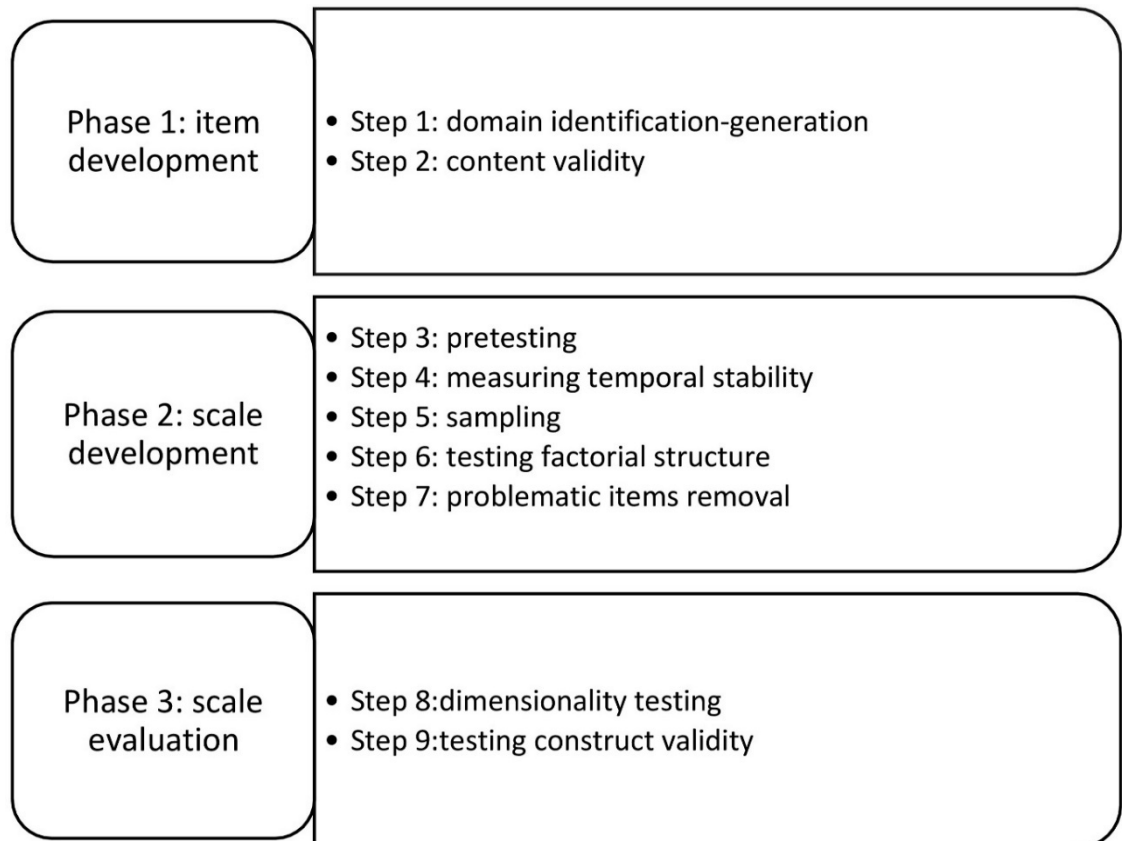 Phase 1: item
development
• Step 1: domain identification-generation
• Step 2: content validity
Phase 2: scale
development
• Step 3: pretesting
• Step 4: measuring temporal stability
• Step 5: sampling
• Step 6: testing factorial structure
• Step 7: problematic items removal
Phase 3: scale
evaluation
• Step 8:dimensionality testing
• Step 9:testing construct validity